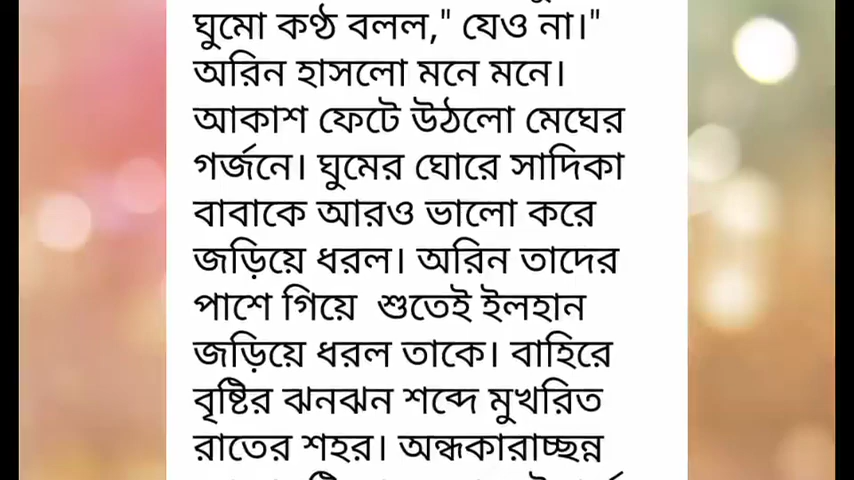 ঘুমো কণ্ঠ বলল," যেও না।"
অরিন হাসলো মনে মনে।
আকাশ ফেটে উঠলো মেঘের
গর্জনে। ঘুমের ঘোরে সাদিকা
বাবাকে আরও ভালো করে
জড়িয়ে ধরল। অরিন তাদের
পাশে গিয়ে  শুতেই ইলহান
জড়িয়ে ধরল তাকে। বাহিরে
বৃষ্টির ঝনঝন শব্দে মুখরিত
রাতের শহর। অন্ধকারাচ্ছন্ন